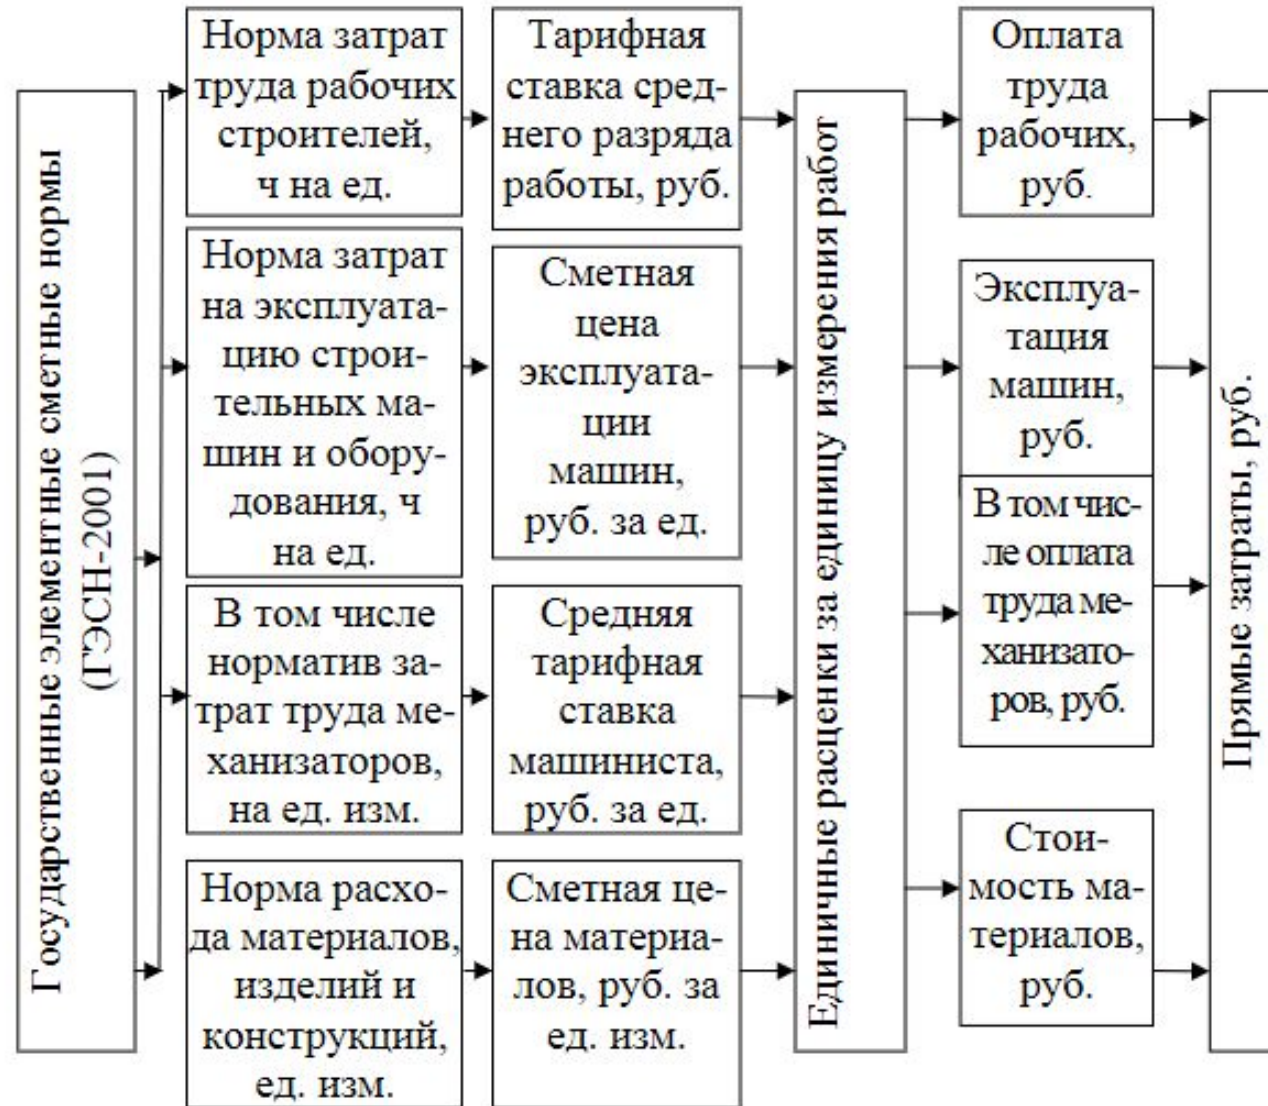 Государственные элементные сметные нормы
(ГЭСН-2001)
Норма затрат
труда рабочих
строителей,
ч на ед.
Тарифная
ставка сред-
него разряда
работы, руб.
Норма затрат
на эксплуата-
цию строи-
тельных ма-
шин и обору-
дования, ч
на ед.
Сметная
цена
эксплуата-
ции
машин,
руб. за ед.
В том числе
норматив за-
трат труда ме-
ханизаторов,
на ед. изм.
Средняя
тарифная
ставка
машиниста,
руб. за ед.
Норма расхо-
да материалов,
изделий и
конструкций,
ед. изм.
Сметная це-
на материа-
лов, руб. за
ед. изм.
Единичные расценки за единицу измерения работ
Оплата
труда
рабочих,
руб.
Эксплуа-
тация
машин,
руб.
В том чис-
ле оплата
труда ме-
ханизато-
ров, руб.
Стои-
мость ма-
териалов,
руб.
Прямые затраты, руб.